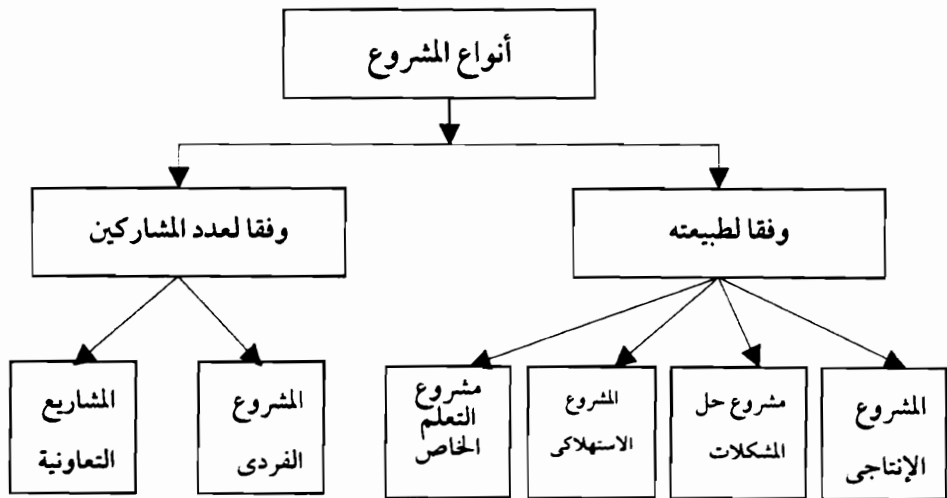 أنواع المشروع
وفقا لطبيعته
وفقا لعدد المشاركين
المشروع
الإنتاجى
مشروع حل
المشكلات
المشروع
الاستهلاكى
مشروع
التعلم
الخاص
المشروع
الفردى
المشاريع
التعاونية